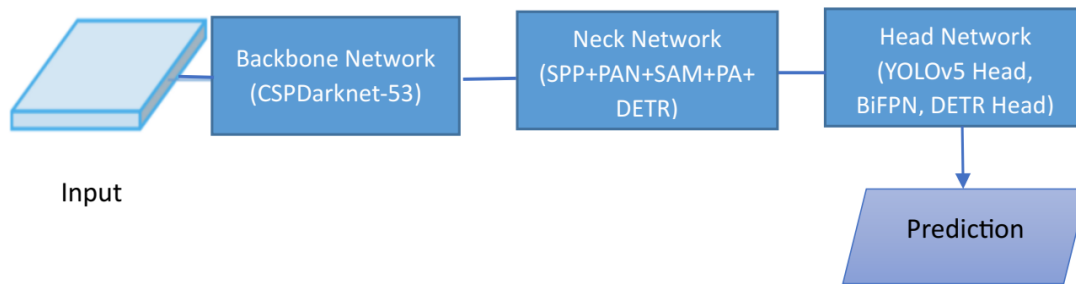 Input
Backbone Network
(CSPDarknet-53)
Neck Network
(SPP+PAN+SAM+PA+
DETR)
Head Network
(YOLOv5 Head,
BiFPN, DETR Head)
Prediction